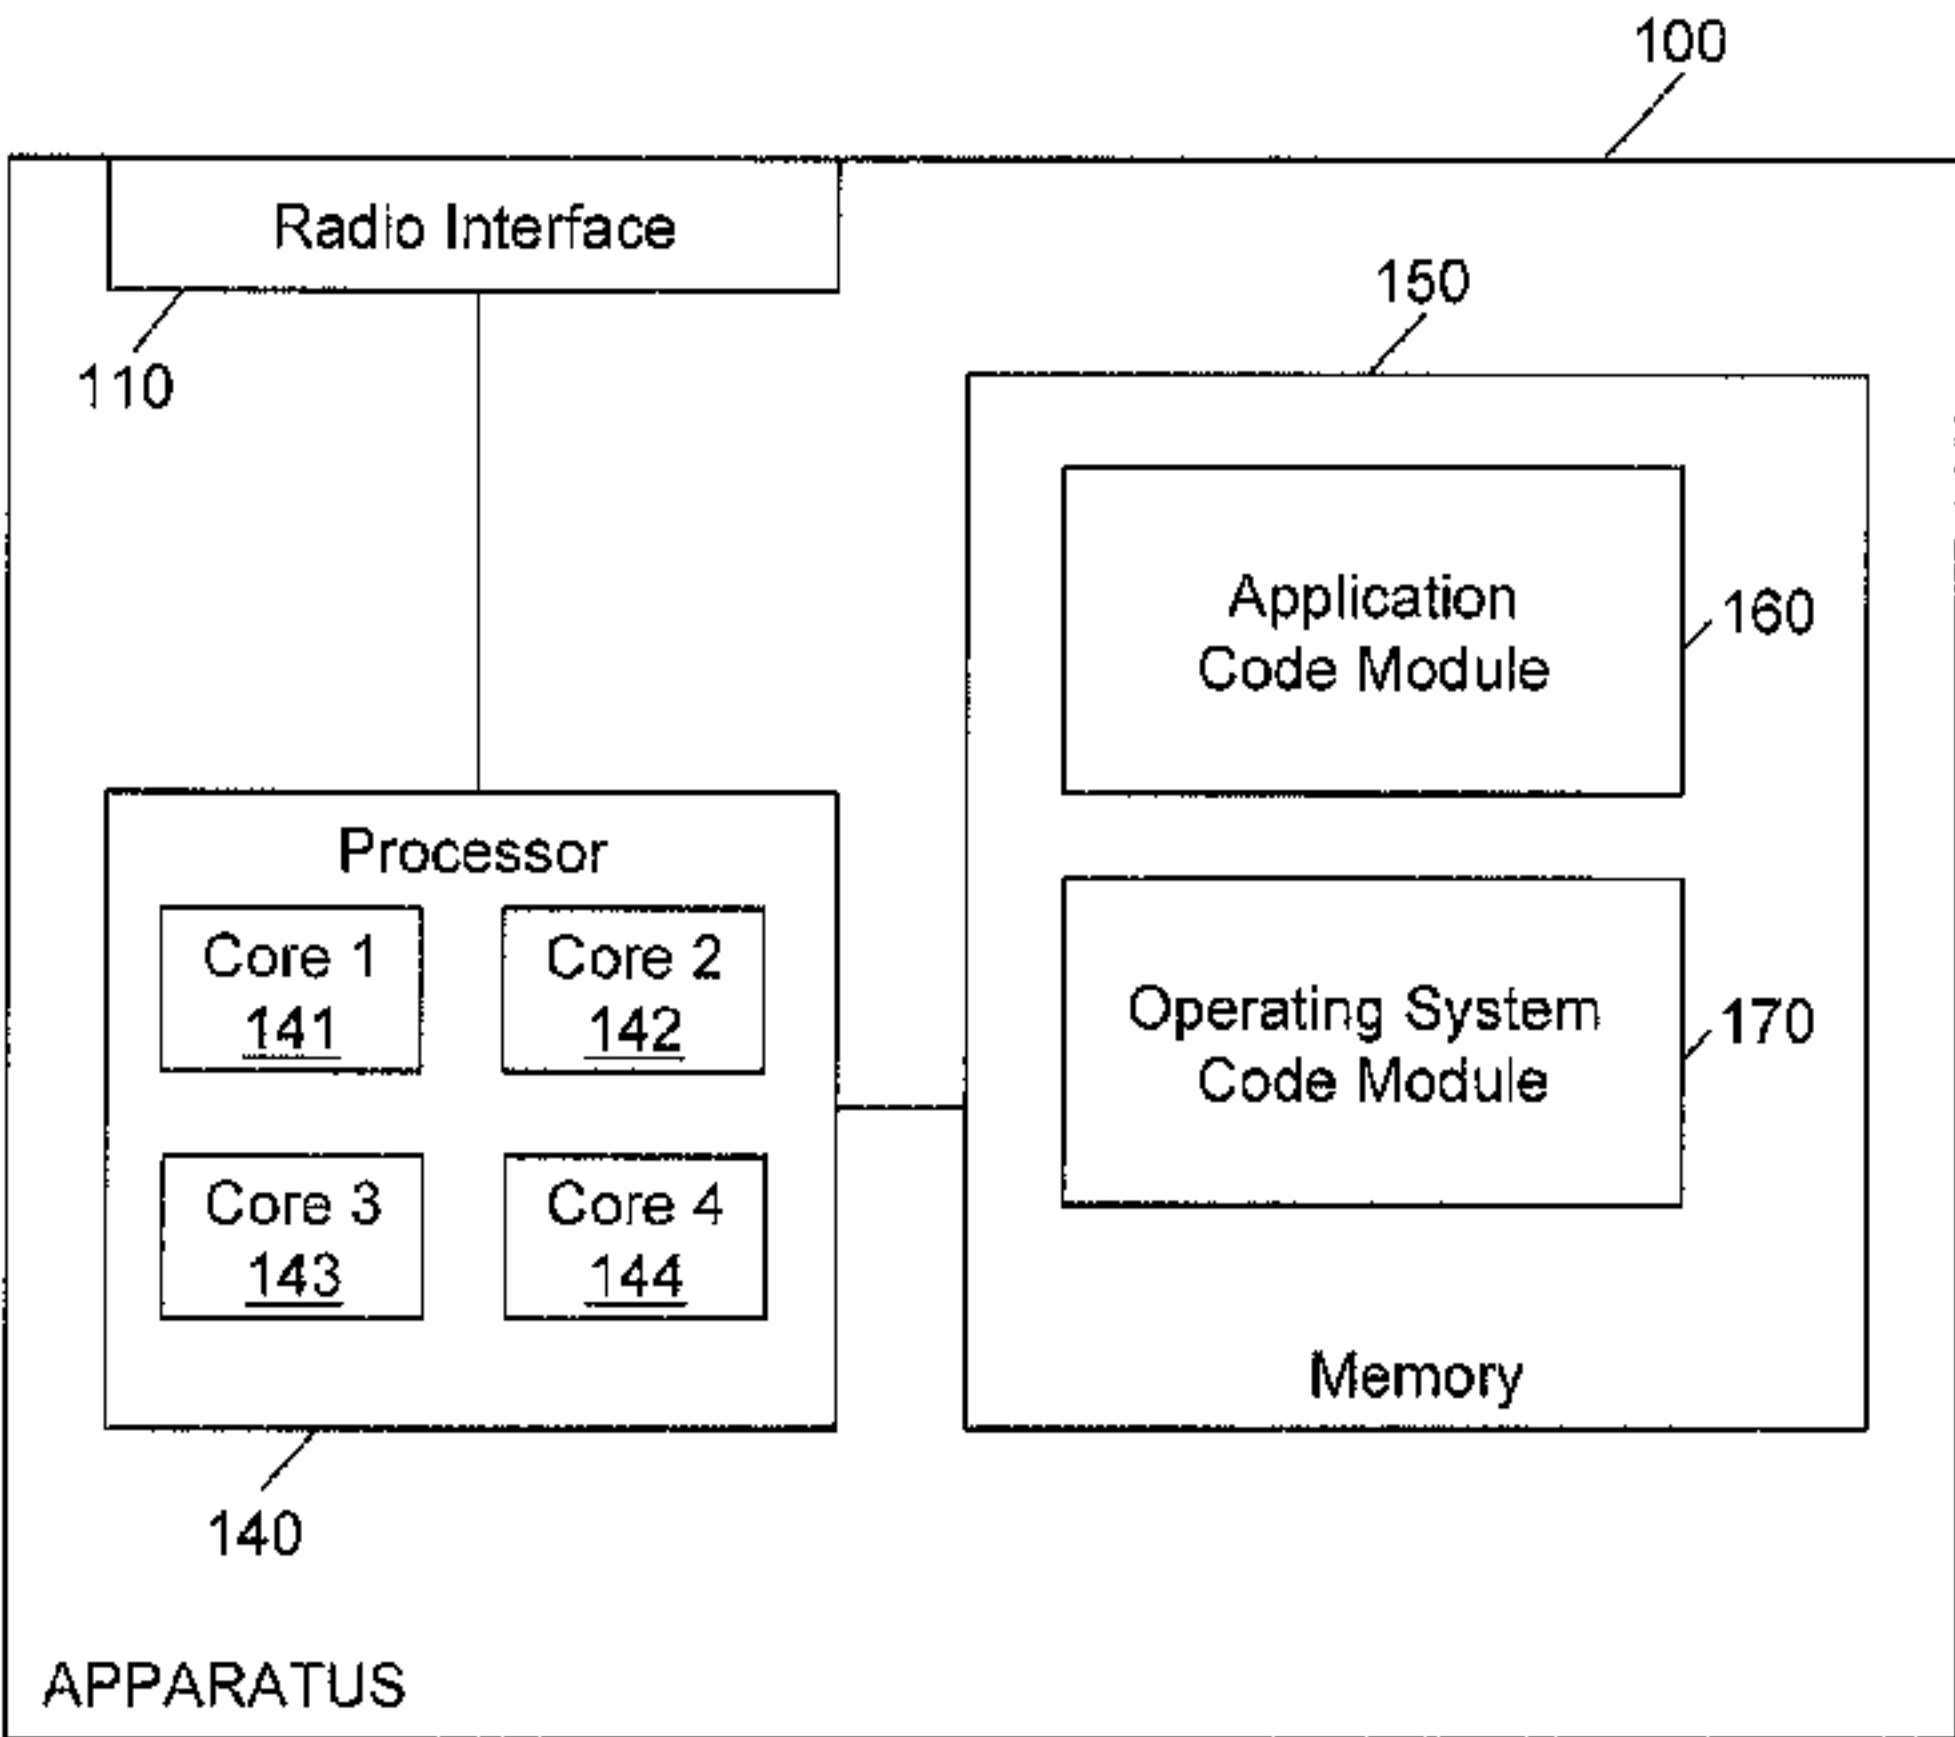 100
Radio Interface
110
150
Application
Code Module
160
Processor
Core 1
141
Core 2
142
Operating System
Code Module
170
Core 3
143
Core 4
144
Memory
140
APPARATUS